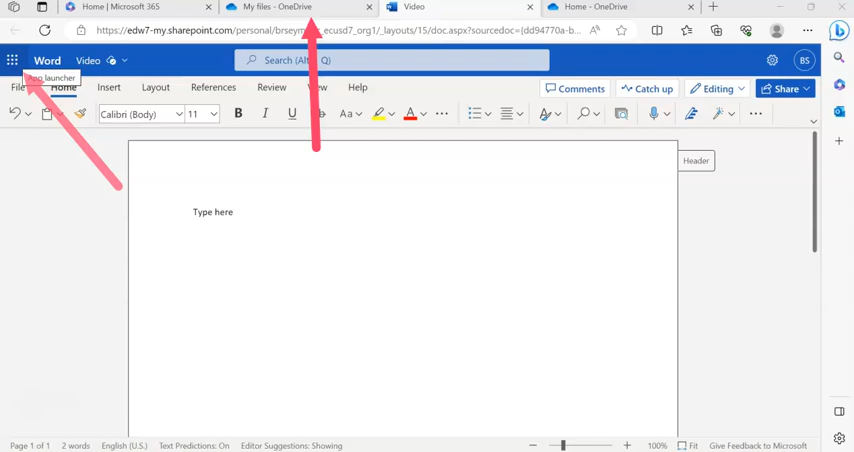 Home | Microsoft 365
My files - OneDrive
Video
Home - OneDrive
https://edw7-my.sharepoint.com/personal/brseym ecusd7_org1/_layouts/15/doc.aspx?sourcedoc=(dd94770a-b...
Word
Video
Search (Alt Q)
BS
App launcher
File Home Insert Layout References Review View Help
Comments
Catch up
Editing
Share
Calibri (Body)
11
B I U ab Aa A
Header
Type here
Page 1 of 1 2 words English (U.S.) Text Predictions: On Editor Suggestions: Showing
100% Fit Give Feedback to Microsoft